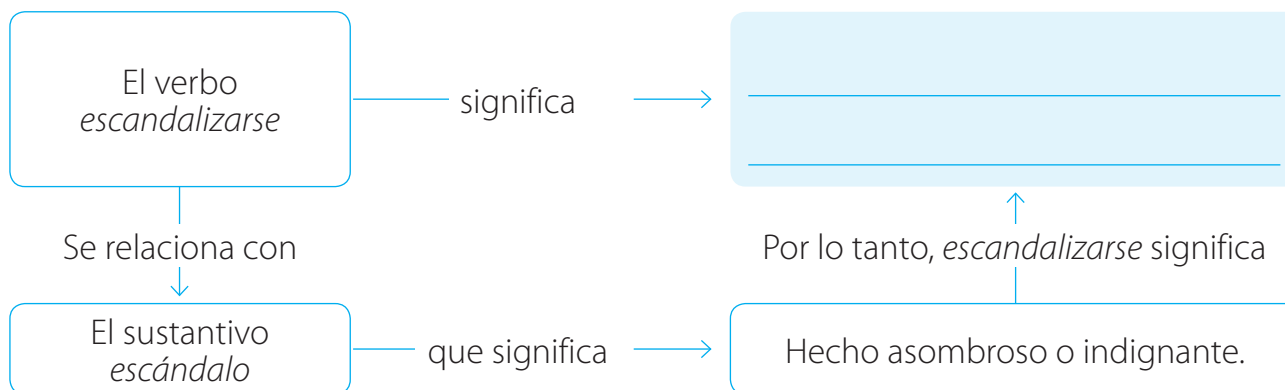 El verbo
escandalizarse
significa
Se relaciona con
Por lo tanto, escandalizarse significa
El sustantivo
escándalo
que significa
Hecho asombroso o indignante.